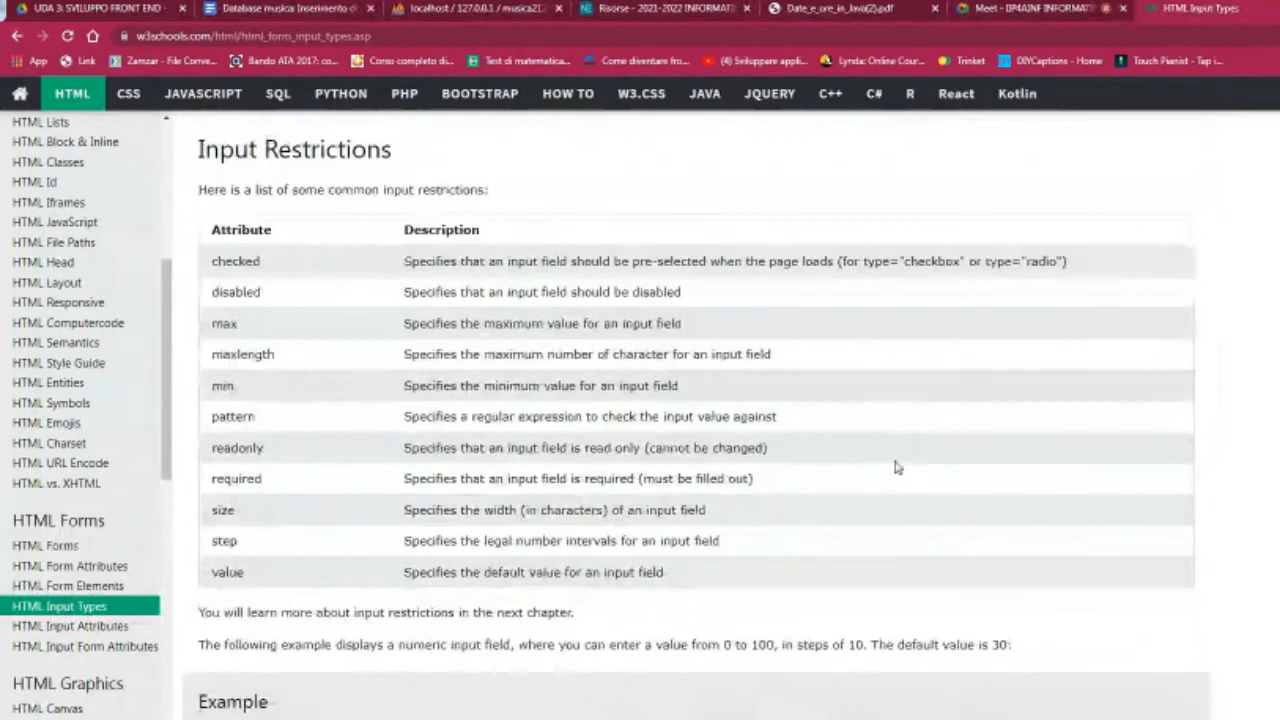 UDA 3: SVILUPPO FRONT END - × Database musica: Inserimento d × localhost / 127.0.0.1 / musica21 × Risorse - 2021-2022 INFORMAT × Date_e_ore_in_Java(2).pdf × Meet - IP4AINF INFORMAT × HTML Input Types
w3schools.com/html/html_form_input_types.asp
App Link Zamzar - File Conve... Bando ATA 2017: co... Corso completo di... Test di matematica... Come diventare fro... (4) Sviluppare appli... Lynda: Online Cour... Trinket DIYCaptions - Home Touch Pianist - Tap i...
HTML CSS JAVASCRIPT SQL PYTHON PHP BOOTSTRAP HOW TO W3.CSS JAVA JQUERY C++ C# R React Kotlin
HTML Lists
HTML Block & Inline
HTML Classes
HTML Id
HTML Iframes
HTML JavaScript
HTML File Paths
HTML Head
HTML Layout
HTML Responsive
HTML Computercode
HTML Semantics
HTML Style Guide
HTML Entities
HTML Symbols
HTML Emojis
HTML Charset
HTML URL Encode
HTML vs. XHTML
HTML Forms
HTML Forms
HTML Form Attributes
HTML Form Elements
HTML Input Types
HTML Input Attributes
HTML Input Form Attributes
HTML Graphics
HTML Canvas
Input Restrictions
Here is a list of some common input restrictions:
Attribute Description
checked Specifies that an input field should be pre-selected when the page loads (for type="checkbox" or type="radio")
disabled Specifies that an input field should be disabled
max Specifies the maximum value for an input field
maxlength Specifies the maximum number of character for an input field
min Specifies the minimum value for an input field
pattern Specifies a regular expression to check the input value against
readonly Specifies that an input field is read only (cannot be changed)
required Specifies that an input field is required (must be filled out)
size Specifies the width (in characters) of an input field
step Specifies the legal number intervals for an input field
value Specifies the default value for an input field
You will learn more about input restrictions in the next chapter.
The following example displays a numeric input field, where you can enter a value from 0 to 100, in steps of 10. The default value is 30:
Example